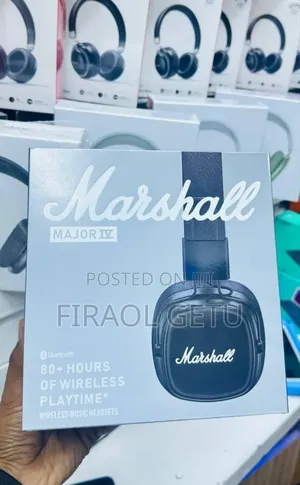 Marshall
MAJOR IV
POSTED ON
FIRAOL GETU
Marshall
Bluetooth
80+ HOURS
OF WIRELESS
PLAYTIME*
WIRELESS MUSIC HEADSETS